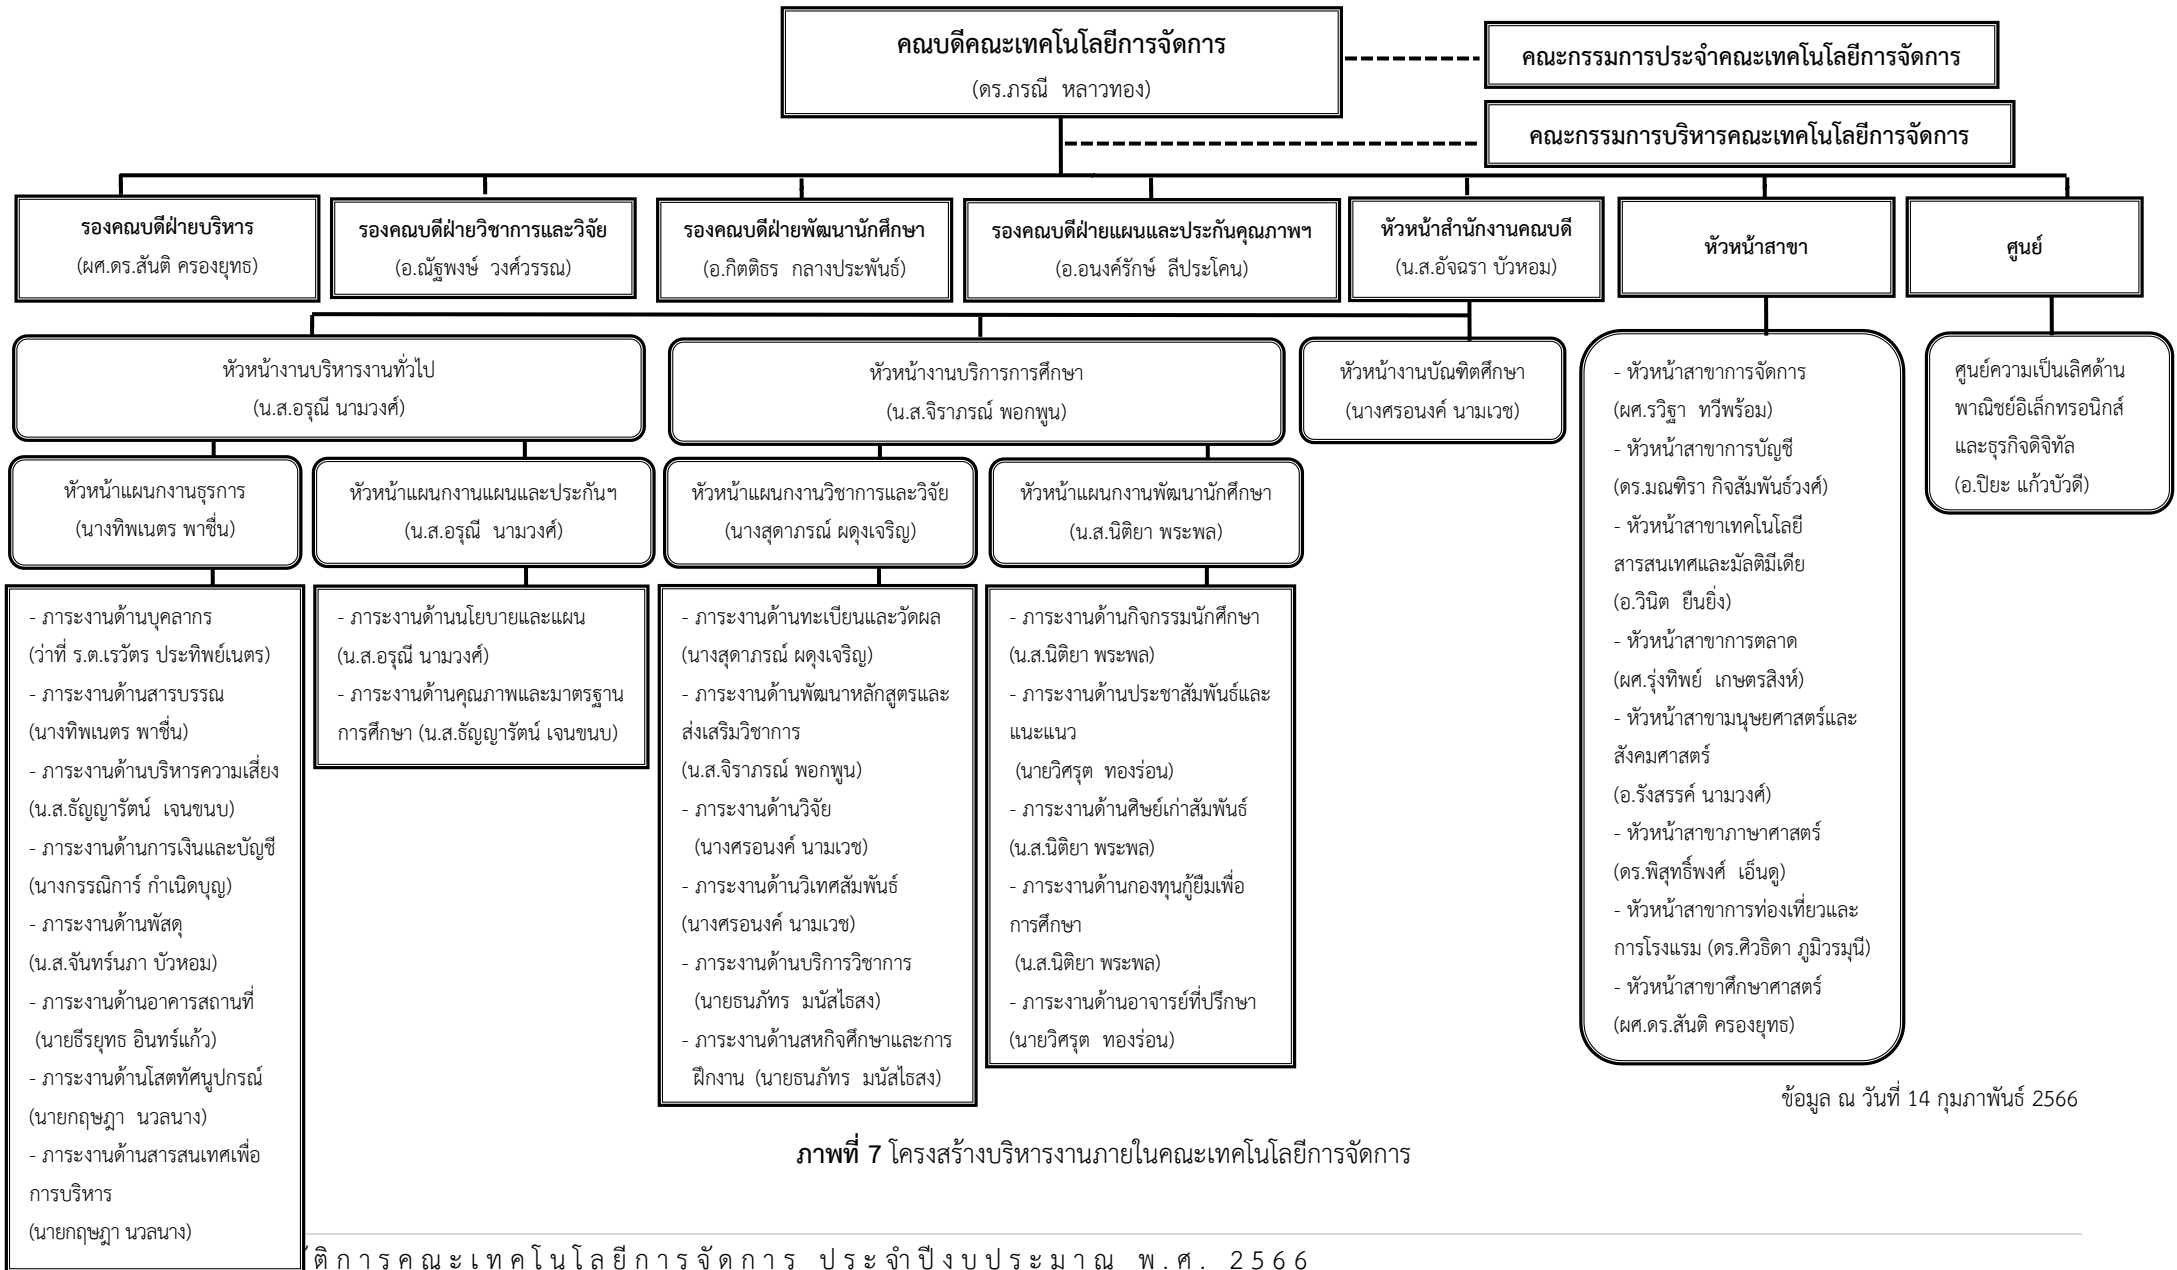 คณบดีคณะเทคโนโลยีการจัดการ
(ดร.ภรณี หลาวทอง)
คณะกรรมการประจำคณะเทคโนโลยีการจัดการ
คณะกรรมการบริหารคณะเทคโนโลยีการจัดการ
รองคณบดีฝ่ายบริหาร
(ผศ.ดร.สันติ ครองยุทธ)
รองคณบดีฝ่ายวิชาการและวิจัย
(อ.ณัฐพงษ์ วงศ์วรรณ)
รองคณบดีฝ่ายพัฒนานักศึกษา
(อ.กิตติธร กลางประพันธ์)
รองคณบดีฝ่ายแผนและประกันคุณภาพฯ
(อ.อนงค์รักษ์ ลีประโคน)
หัวหน้าสำนักงานคณบดี
(น.ส.อัจฉรา บัวหอม)
หัวหน้าสาขา
ศูนย์
หัวหน้างานบริหารงานทั่วไป
(น.ส.อรุณี นามวงศ์)
หัวหน้างานบริการการศึกษา
(น.ส.จิราภรณ์ พอกพูน)
หัวหน้างานบัณฑิตศึกษา
(นางศรอนงค์ นามเวช)
หัวหน้าแผนกงานธุรการ
(นางทิพเนตร พาชื่น)
หัวหน้าแผนกงานแผนและประกันฯ
(น.ส.อรุณี นามวงศ์)
หัวหน้าแผนกงานวิชาการและวิจัย
(นางสุดาภรณ์ ผดุงเจริญ)
หัวหน้าแผนกงานพัฒนานักศึกษา
(น.ส.นิติยา พระพล)
- ภาระงานด้านบุคลากร
(ว่าที่ ร.ต.เรวัตร ประทิพย์เนตร)
- ภาระงานด้านสารบรรณ
(นางทิพเนตร พาชื่น)
- ภาระงานด้านบริหารความเสี่ยง
(น.ส.ธัญญารัตน์ เจนขนบ)
- ภาระงานด้านการเงินและบัญชี
(นางกรรณิการ์ กำเนิดบุญ)
- ภาระงานด้านพัสดุ
(น.ส.จันทร์นภา บัวหอม)
- ภาระงานด้านอาคารสถานที่
(นายธีรยุทธ อินทร์แก้ว)
- ภาระงานด้านโสตทัศนูปกรณ์
(นายกฤษฎา นวลนาง)
- ภาระงานด้านสารสนเทศเพื่อ
การบริหาร
(นายกฤษฎา นวลนาง)
- ภาระงานด้านนโยบายและแผน
(น.ส.อรุณี นามวงศ์)
- ภาระงานด้านคุณภาพและมาตรฐาน
การศึกษา (น.ส.ธัญญารัตน์ เจนขนบ)
- ภาระงานด้านทะเบียนและวัดผล
(นางสุดาภรณ์ ผดุงเจริญ)
- ภาระงานด้านพัฒนาหลักสูตรและ
ส่งเสริมวิชาการ
(น.ส.จิราภรณ์ พอกพูน)
- ภาระงานด้านวิจัย
(นางศรอนงค์ นามเวช)
- ภาระงานด้านวิเทศสัมพันธ์
(นางศรอนงค์ นามเวช)
- ภาระงานด้านบริการวิชาการ
(นายธนภัทร มนัสไธสง)
- ภาระงานด้านสหกิจศึกษาและการ
ฝึกงาน (นายธนภัทร มนัสไธสง)
- ภาระงานด้านกิจกรรมนักศึกษา
(น.ส.นิติยา พระพล)
- ภาระงานด้านประชาสัมพันธ์และ
แนะแนว
(นายวิศรุต ทองร่อน)
- ภาระงานด้านศิษย์เก่าสัมพันธ์
(น.ส.นิติยา พระพล)
- ภาระงานด้านกองทุนกู้ยืมเพื่อ
การศึกษา
(น.ส.นิติยา พระพล)
- ภาระงานด้านอาจารย์ที่ปรึกษา
(นายวิศรุต ทองร่อน)
- หัวหน้าสาขาการจัดการ
(ผศ.รวิฐา ทวีพร้อม)
- หัวหน้าสาขาการบัญชี
(ดร.มณฑิรา กิจสัมพันธ์วงศ์)
- หัวหน้าสาขาเทคโนโลยี
สารสนเทศและมัลติมีเดีย
(อ.วินิต ยืนยิ่ง)
- หัวหน้าสาขาการตลาด
(ผศ.รุ่งทิพย์ เกษตรสิงห์)
- หัวหน้าสาขามนุษยศาสตร์และ
สังคมศาสตร์
(อ.รังสรรค์ นามวงศ์)
- หัวหน้าสาขาภาษาศาสตร์
(ดร.พิสุทธิ์พงศ์ เอ็นดู)
- หัวหน้าสาขาการท่องเที่ยวและ
การโรงแรม (ดร.ศิวธิดา ภูมิวรมุนี)
- หัวหน้าสาขาศึกษาศาสตร์
(ผศ.ดร.สันติ ครองยุทธ)
ศูนย์ความเป็นเลิศด้าน
พาณิชย์อิเล็กทรอนิกส์
และธุรกิจดิจิทัล
(อ.ปิยะ แก้วบัวดี)
ข้อมูล ณ วันที่ 14 กุมภาพันธ์ 2566
ภาพที่ 7 โครงสร้างบริหารงานภายในคณะเทคโนโลยีการจัดการ
ติการคณะเทคโนโลยีการจัดการ ประจำปีงบประมาณ พ.ศ. 2566